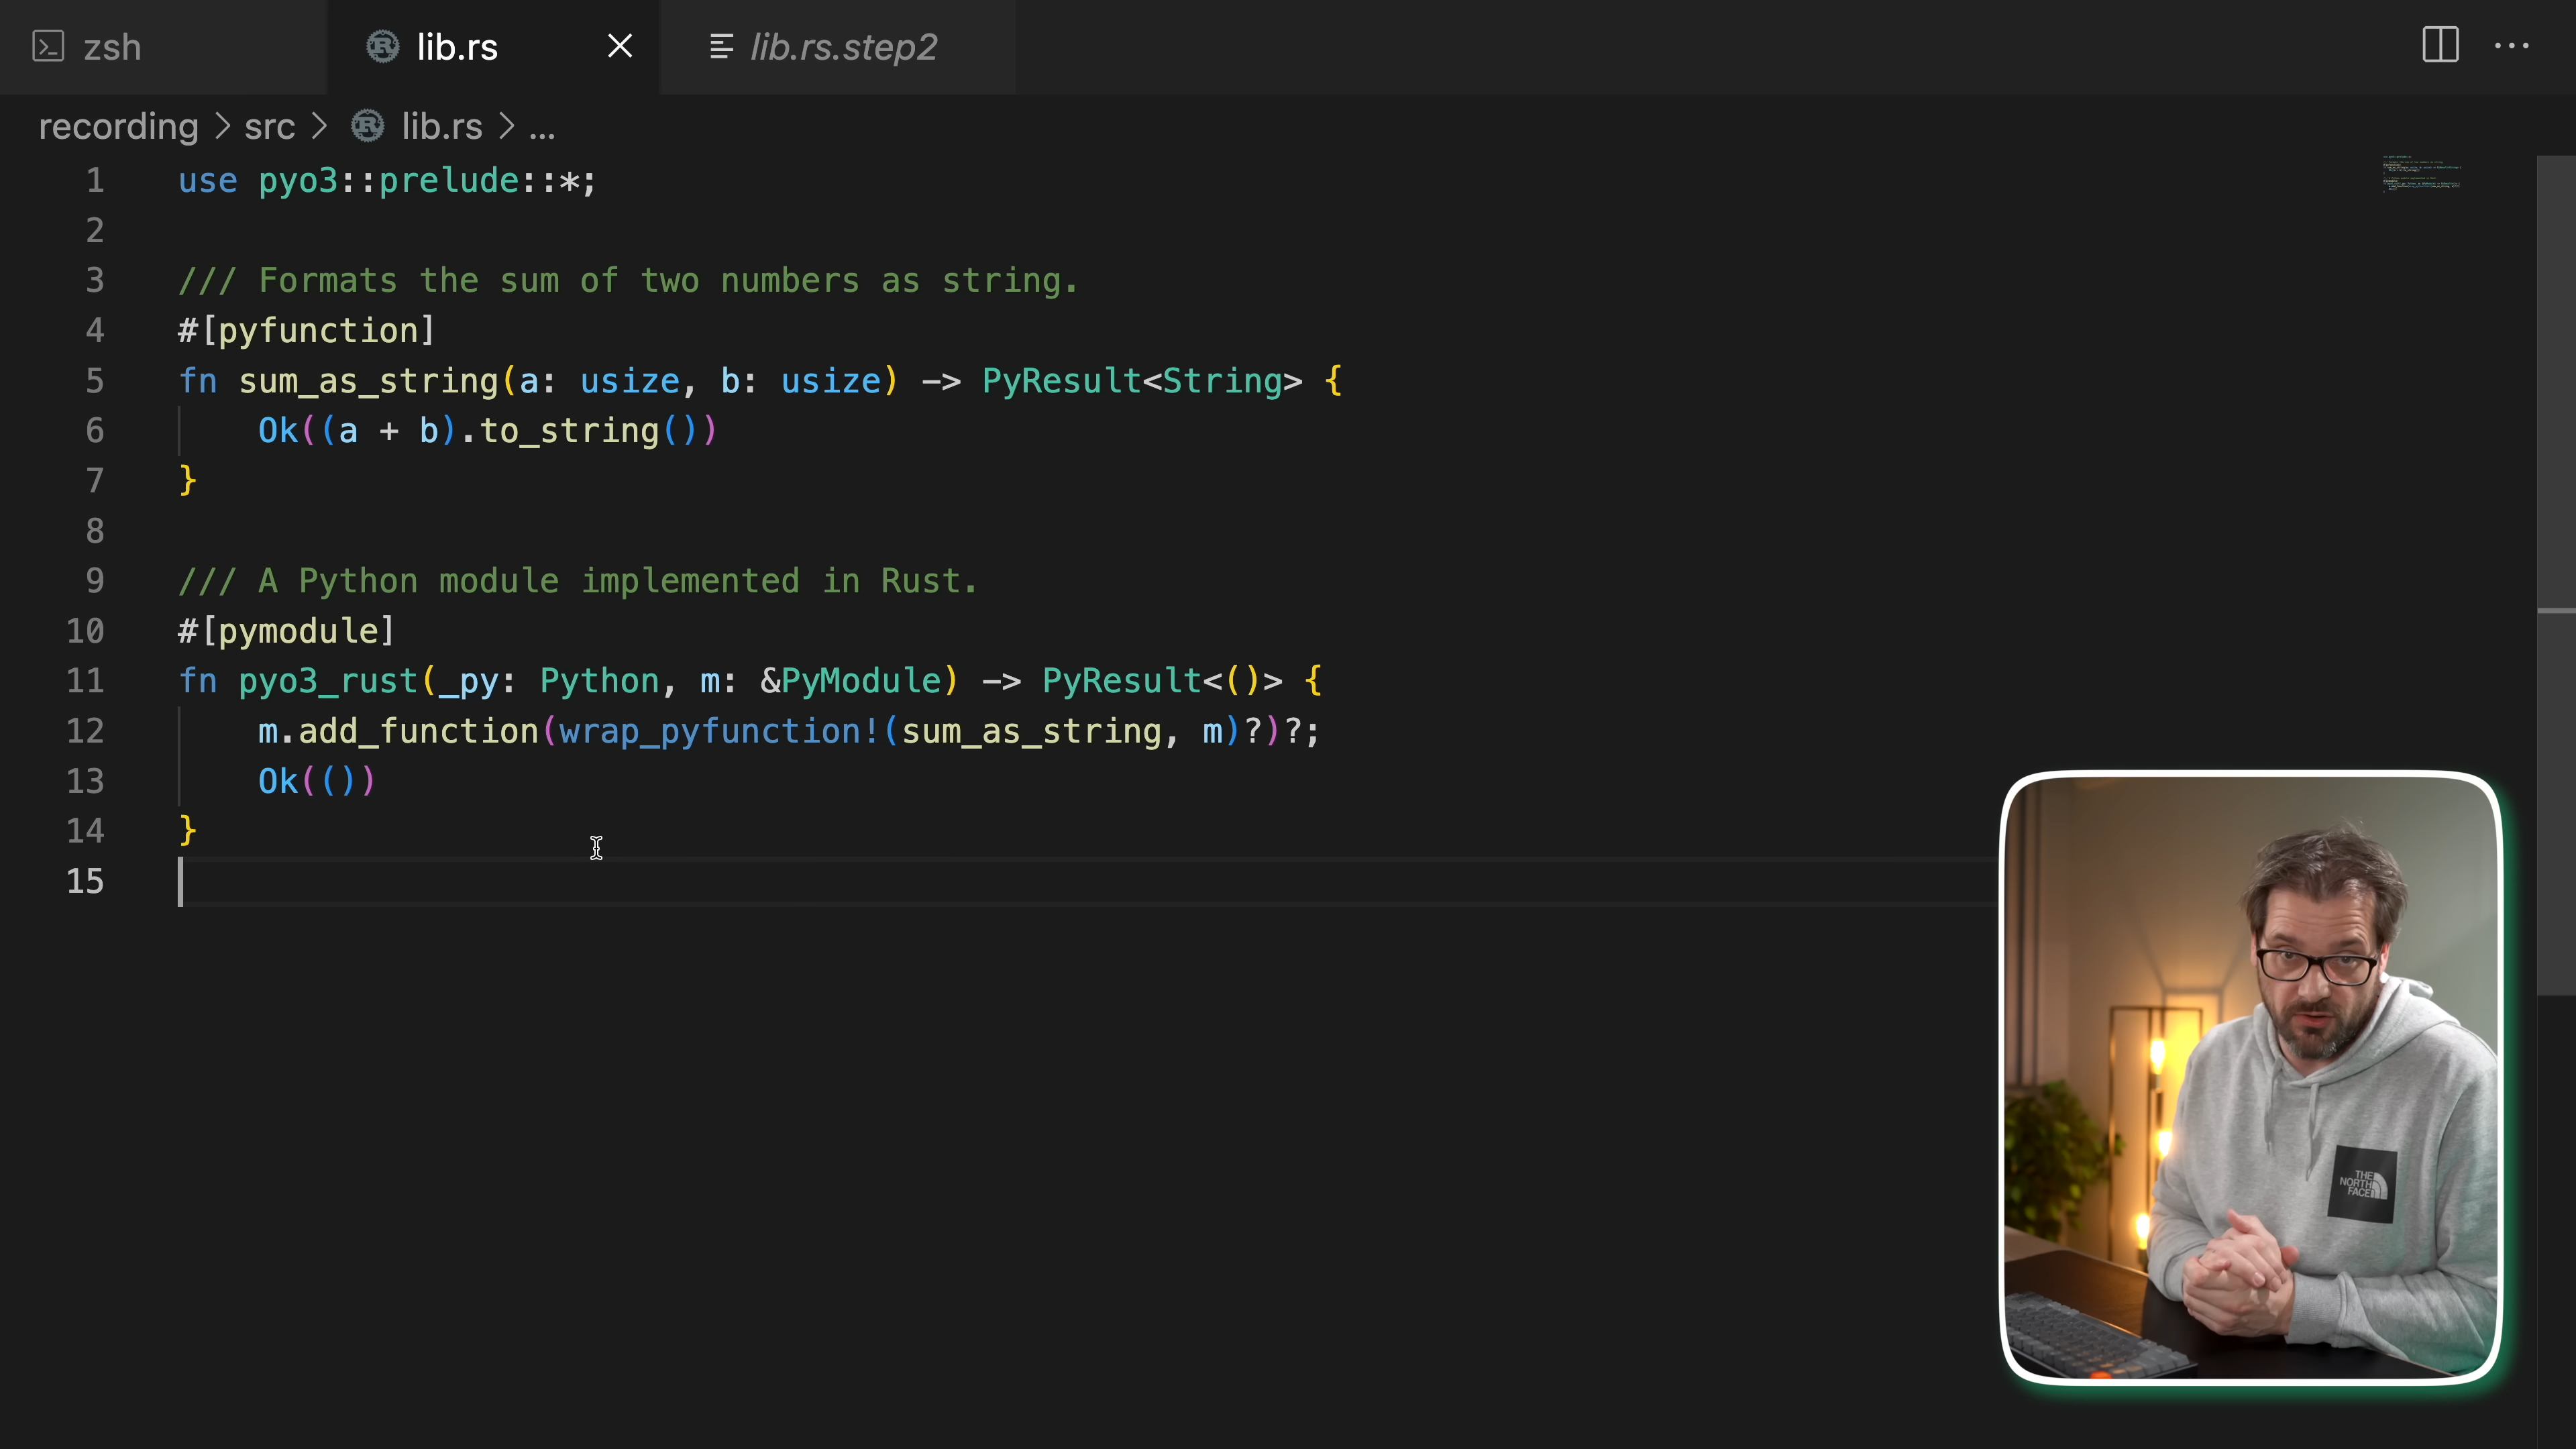 zsh
lib.rs
lib.rs.step2
recording > src > lib.rs > ...
1 use pyo3::prelude::*;
2
3 /// Formats the sum of two numbers as string.
4 #[pyfunction]
5 fn sum_as_string(a: usize, b: usize) -> PyResult<String> {
6     Ok((a + b).to_string())
7 }
8
9 /// A Python module implemented in Rust.
10 #[pymodule]
11 fn pyo3_rust(_py: Python, m: &PyModule) -> PyResult<()> {
12     m.add_function(wrap_pyfunction!(sum_as_string, m)?)?;
13     Ok(())
14 }
15
THE
NORTH
FACE